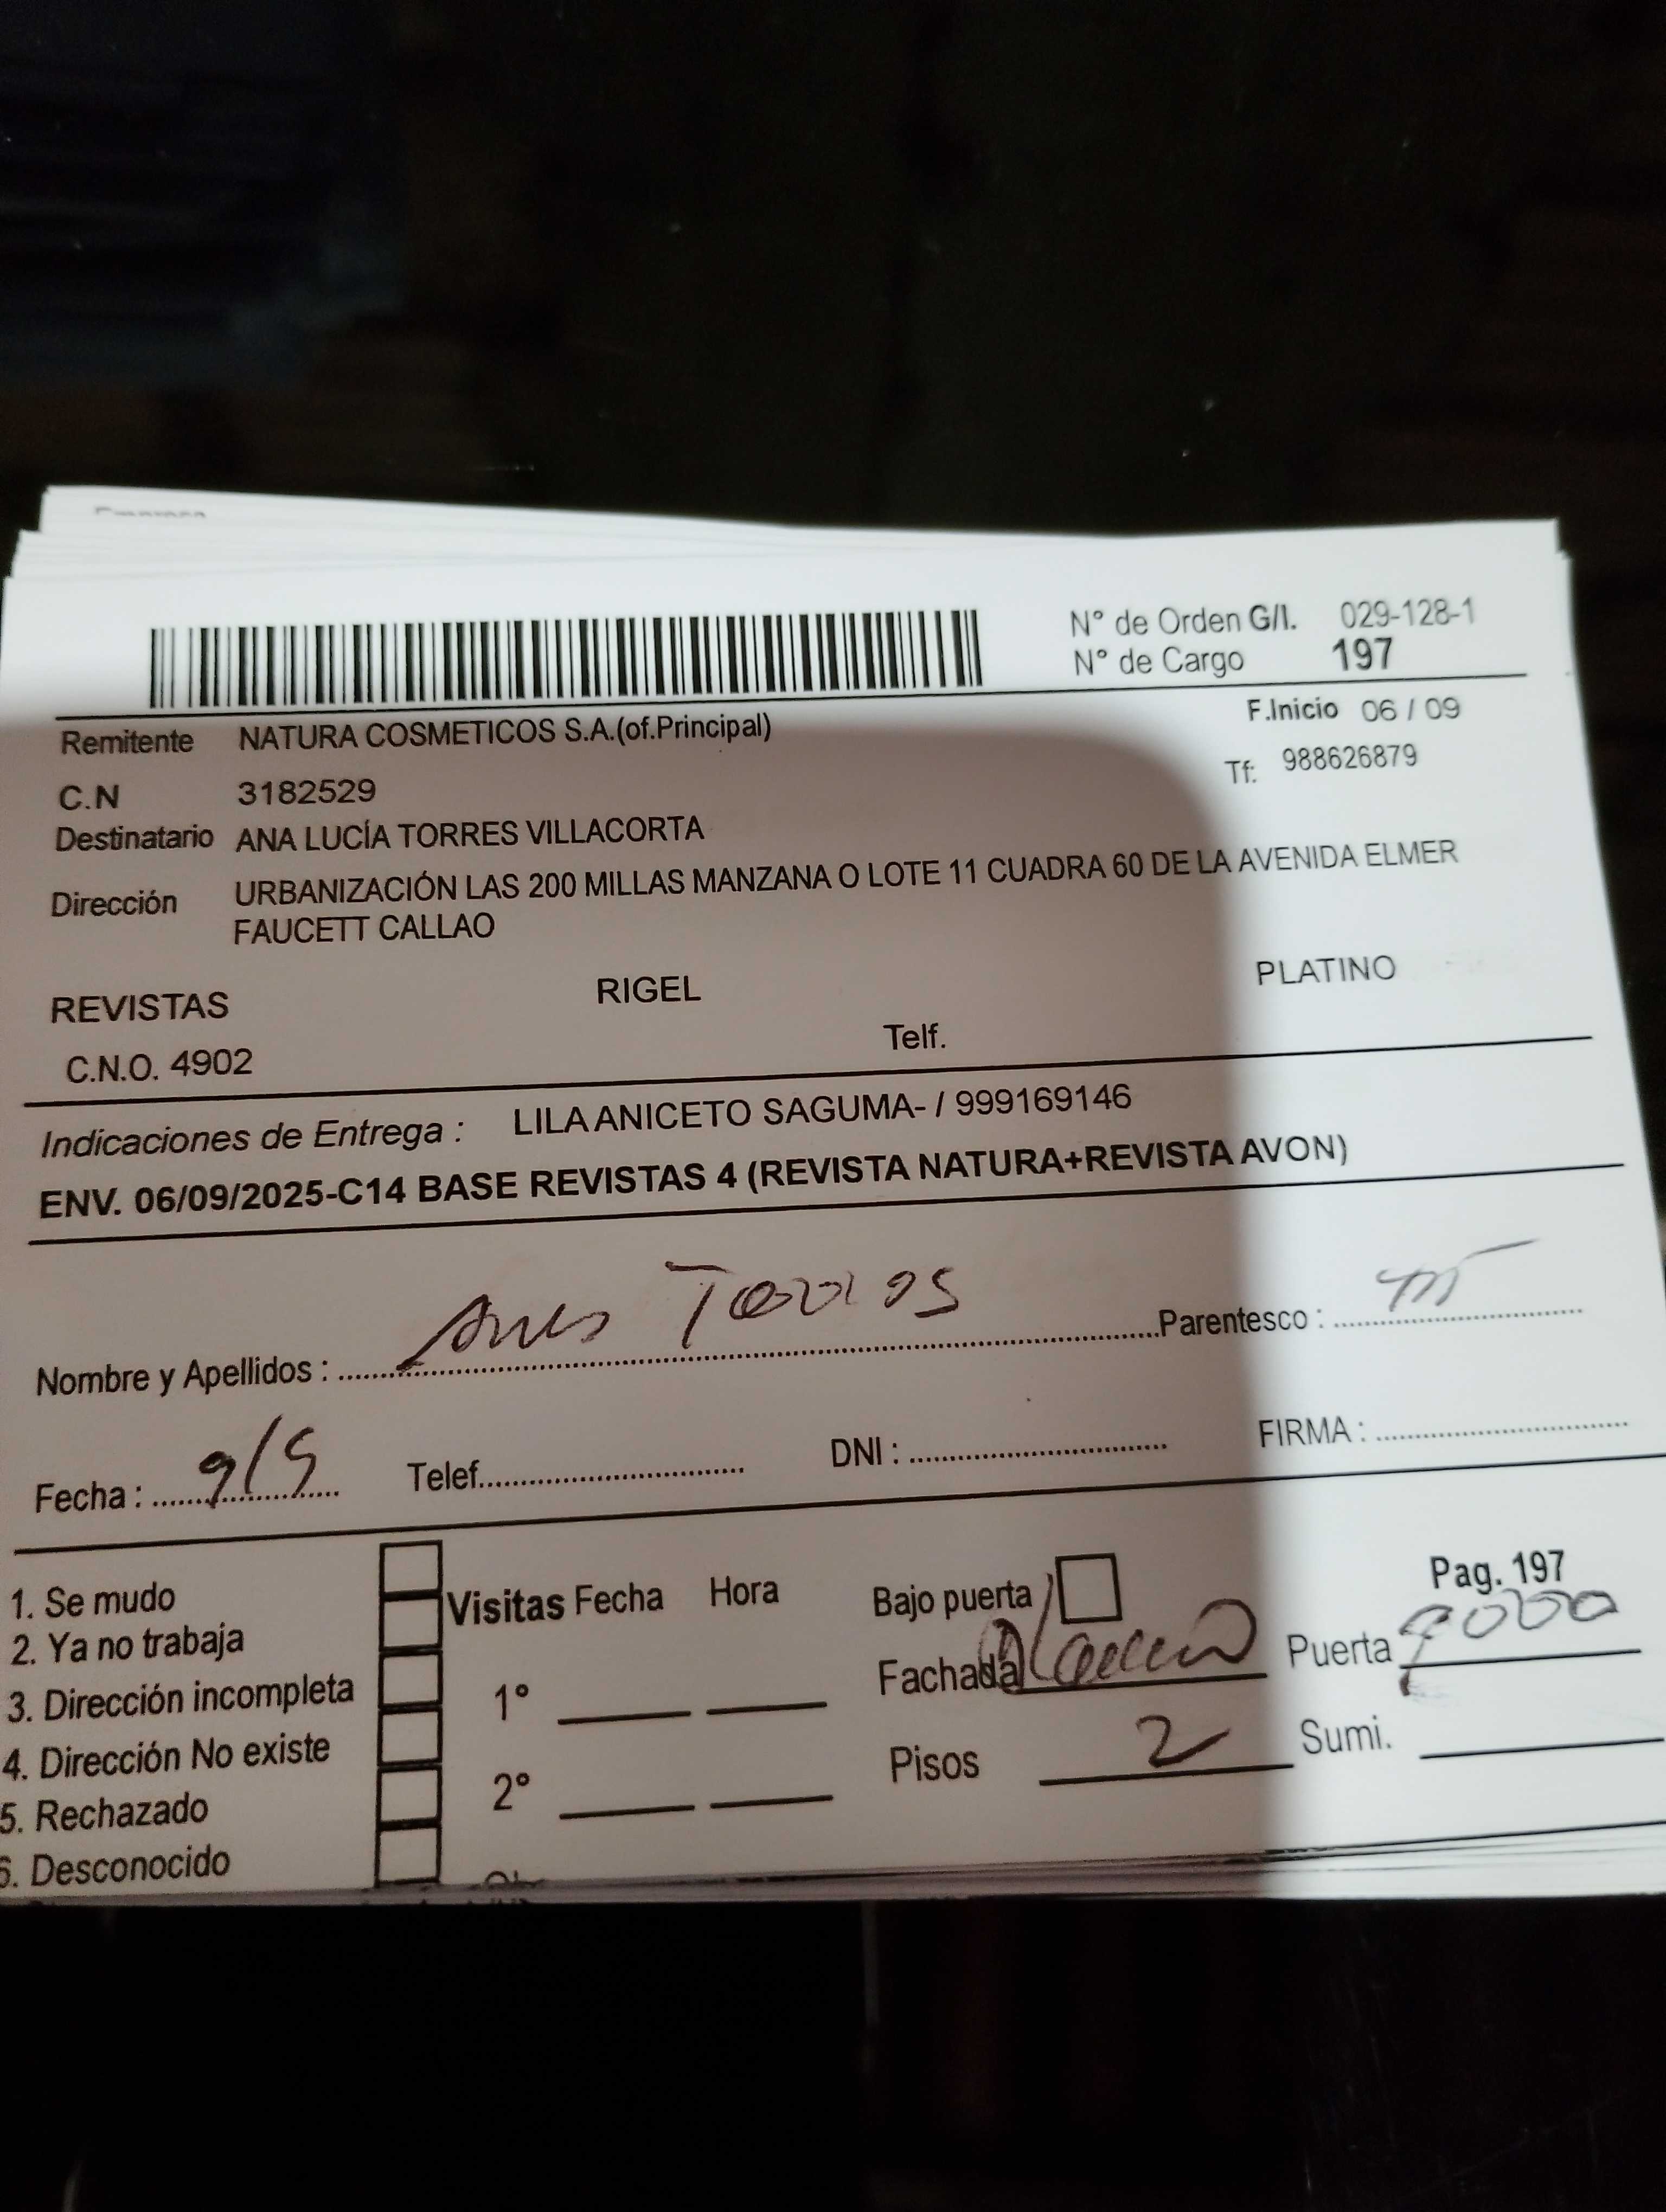 N° de Orden G/I. 029-128-1
N° de Cargo 197
F.Inicio 06 / 09
Remitente NATURA COSMETICOS S.A.(of.Principal)
Tf: 988626879
C.N 3182529
Destinatario ANA LUCÍA TORRES VILLACORTA
Dirección URBANIZACIÓN LAS 200 MILLAS MANZANA O LOTE 11 CUADRA 60 DE LA AVENIDA ELMER
FAUCETT CALLAO
REVISTAS RIGEL PLATINO
C.N.O. 4902 Telf.
Indicaciones de Entrega : LILA ANICETO SAGUMA- / 999169146
ENV. 06/09/2025-C14 BASE REVISTAS 4 (REVISTA NATURA+REVISTA AVON)
Nombre y Apellidos : Parentesco :
Fecha : 9/9 Telef. DNI : FIRMA :
Pag. 197
1. Se mudo
2. Ya no trabaja
3. Dirección incompleta
4. Dirección No existe
5. Rechazado
6. Desconocido
Visitas Fecha Hora
1°
2°
Bajo puerta
Fachada Puerta
Pisos 2 Sumi.